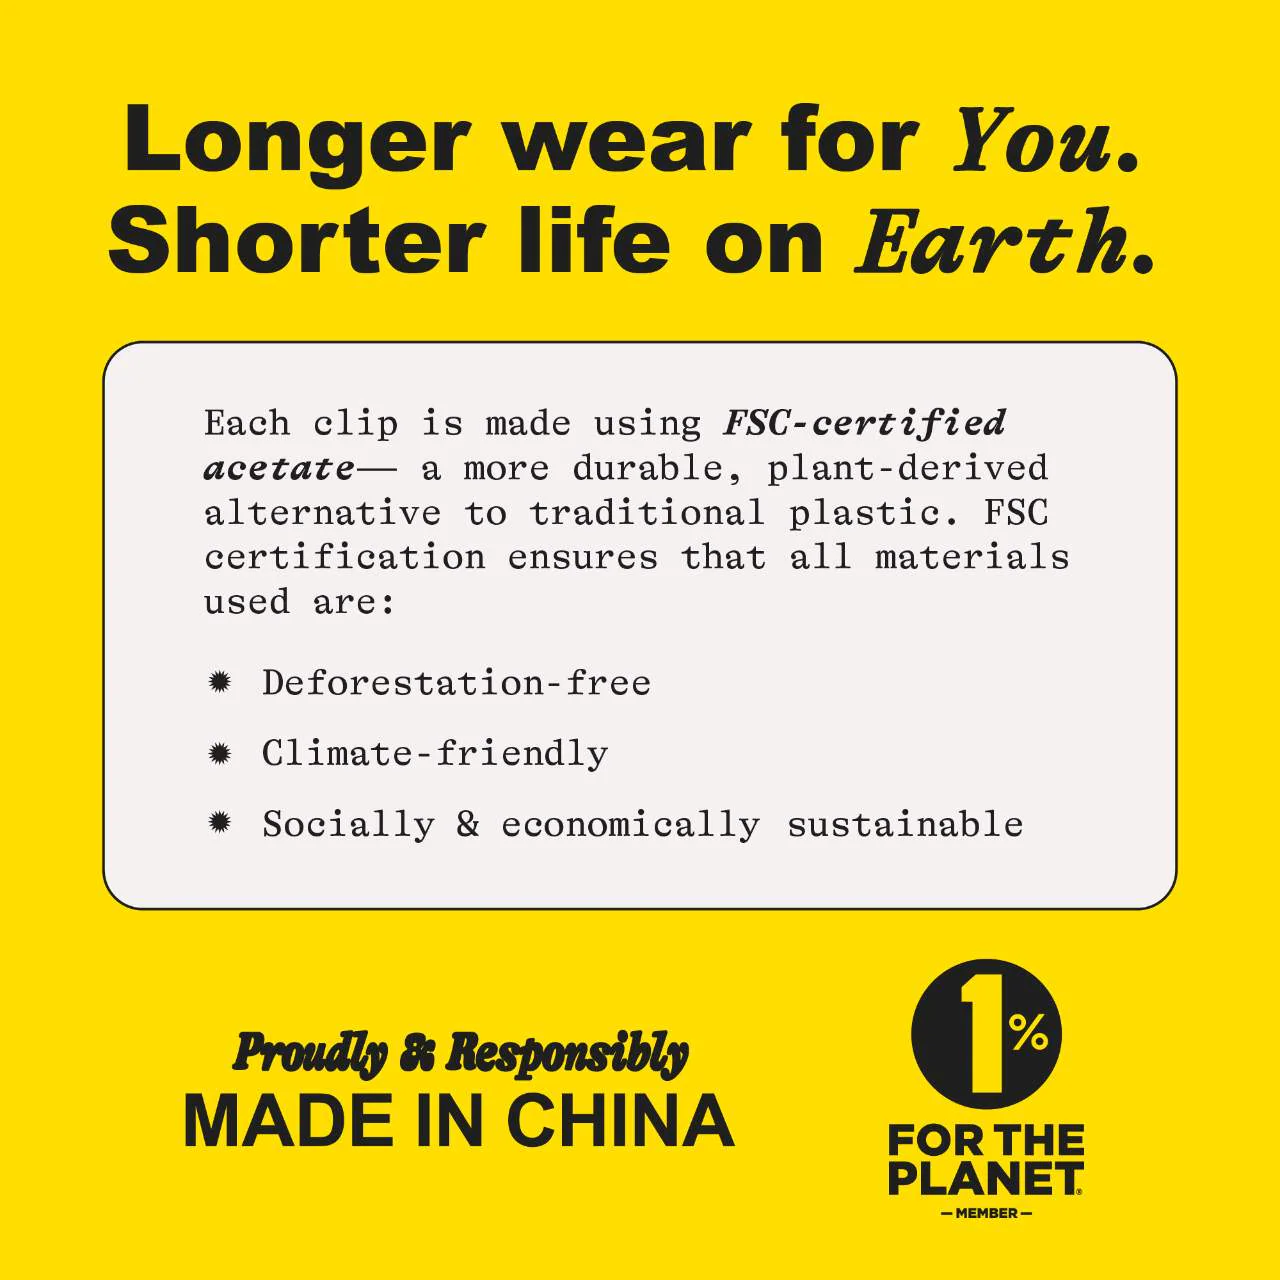 Longer wear for You.
Shorter life on Earth.
Each clip is made using FSC-certified
acetate— a more durable, plant-derived
alternative to traditional plastic. FSC
certification ensures that all materials
used are:
✹ Deforestation-free
✹ Climate-friendly
✹ Socially & economically sustainable
Proudly & Responsibly
MADE IN CHINA
1%
FOR THE
PLANET®
— MEMBER —